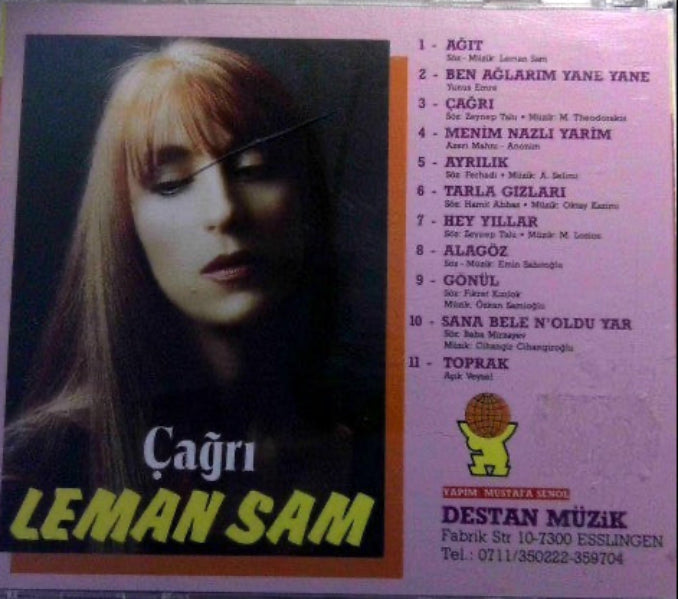 Çağrı
LEMAN SAM
1 - AĞIT
Söz - Müzik: Leman Sam
2 - BEN AĞLARIM YANE YANE
Yunus Emre
3 - ÇAĞRI
Söz: Zeynep Talu • Müzik: M. Theodorakis
4 - MENİM NAZLI YARİM
Azeri Mahnı - Anonim
5 - AYRILIK
Söz: Ferhadi • Müzik: A. Selimi
6 - TARLA GIZLARI
Söz: Hamit Abbas • Müzik: Oktay Kazimi
7 - HEY YILLAR
Söz: Zeynep Talu • Müzik: M. Loizos
8 - ALAGÖZ
Söz - Müzik: Emin Sabitoğlu
9 - GÖNÜL
Söz: Fikret Kızılok
Müzik: Özkan Samioğlu
10 - SANA BELE N'OLDU YAR
Söz: Baba Mirzayev
Müzik: Cihangir Cihangiroğlu
11 - TOPRAK
Aşık Veysel
YAPIM: MUSTAFA ŞENOL
DESTAN MÜZİK
Fabrik Str 10-7300 ESSLINGEN
Tel.: 0711/350222-359704